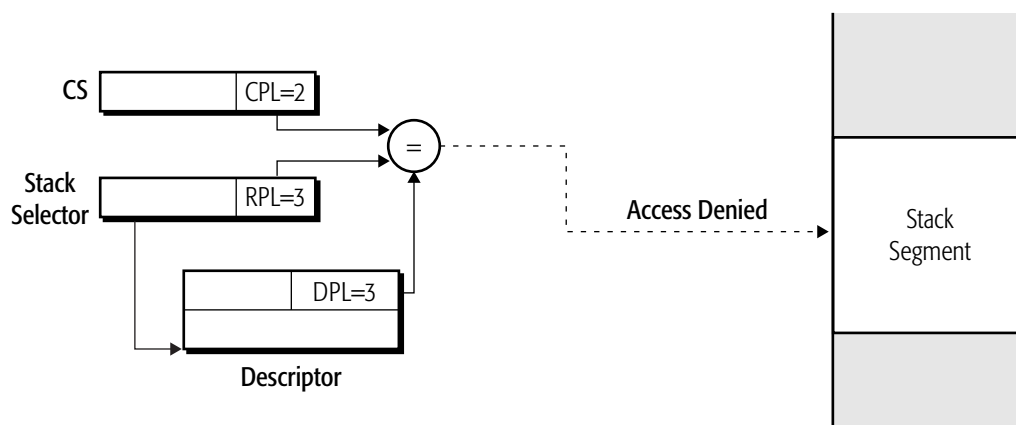 CS
CPL=2
=
Stack
Selector
RPL=3
Access Denied
Stack
Segment
DPL=3
Descriptor